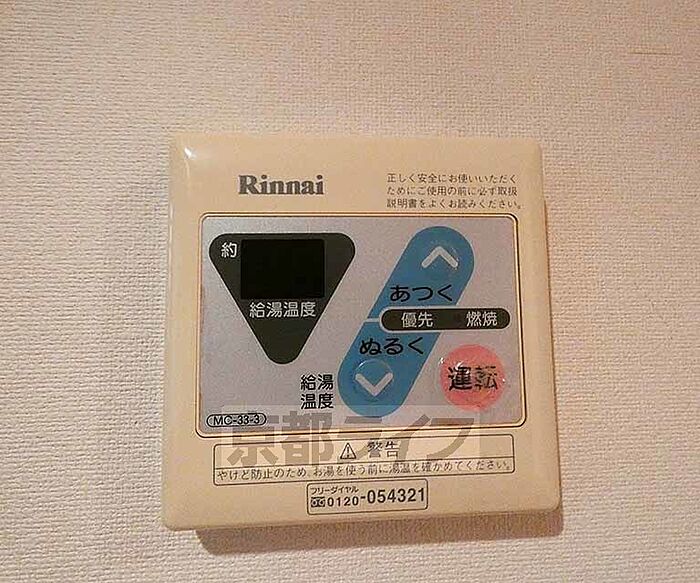 Rinnai
正しく安全にお使いいただく
ためにご使用の前に必ず取扱
説明書をよくお読みください。
約
給湯温度
あつく
優先 燃焼
ぬるく
給湯
温度
運転
MC-33-3
京都ライフ
警告
やけど防止のため、お湯を使う前に湯温を確かめてください。
フリーダイヤル
0120-054321